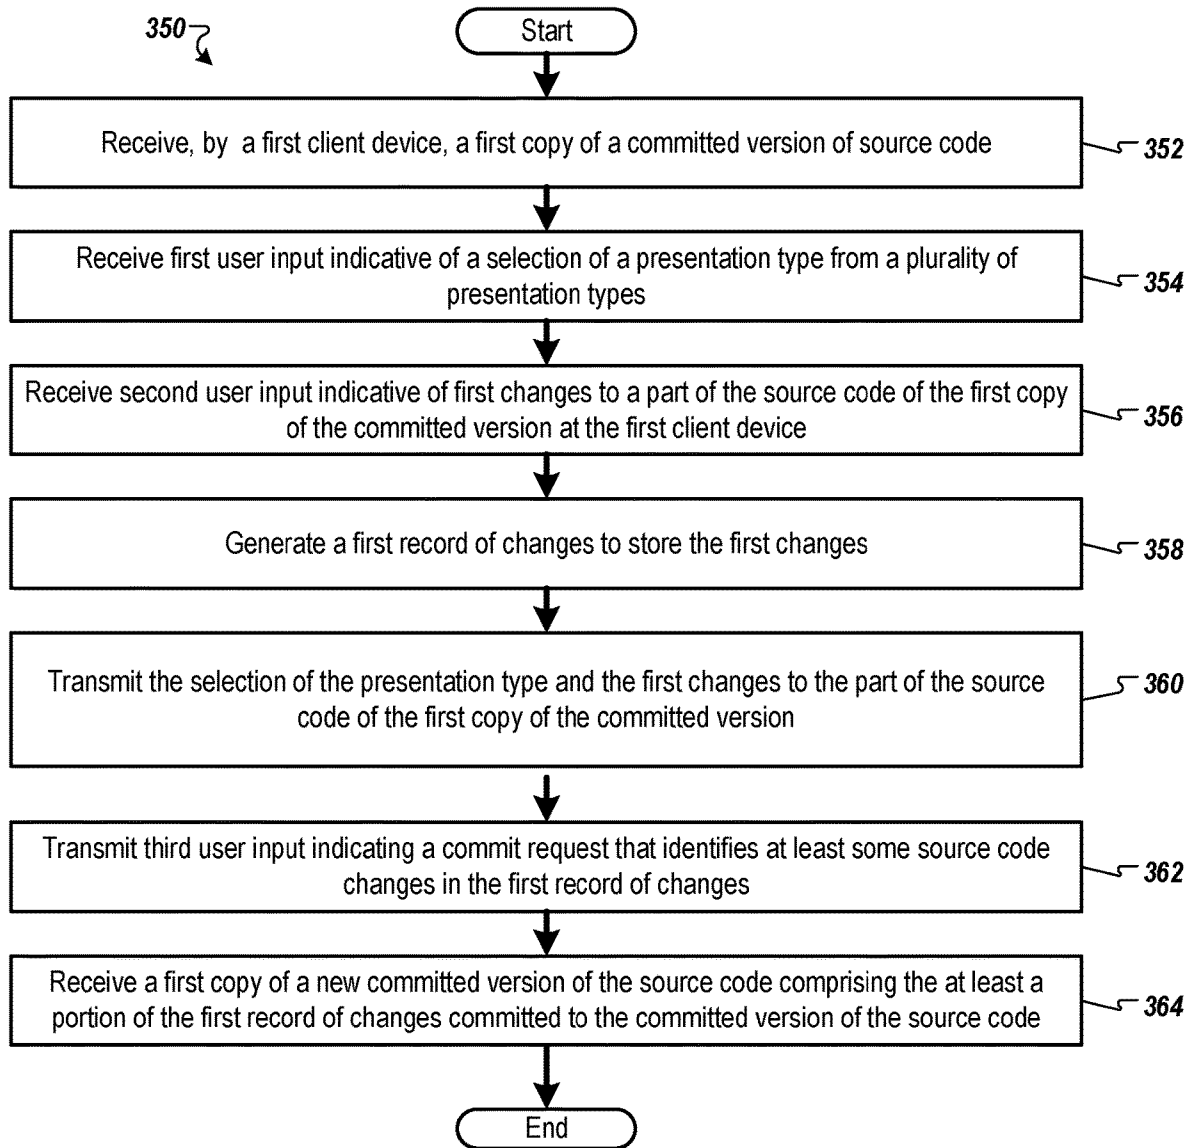 350
Start
Receive, by a first client device, a first copy of a committed version of source code
352
Receive first user input indicative of a selection of a presentation type from a plurality of
presentation types
354
Receive second user input indicative of first changes to a part of the source code of the first copy
of the committed version at the first client device
356
Generate a first record of changes to store the first changes
358
Transmit the selection of the presentation type and the first changes to the part of the source
code of the first copy of the committed version
360
Transmit third user input indicating a commit request that identifies at least some source code
changes in the first record of changes
362
Receive a first copy of a new committed version of the source code comprising the at least a
portion of the first record of changes committed to the committed version of the source code
364
End